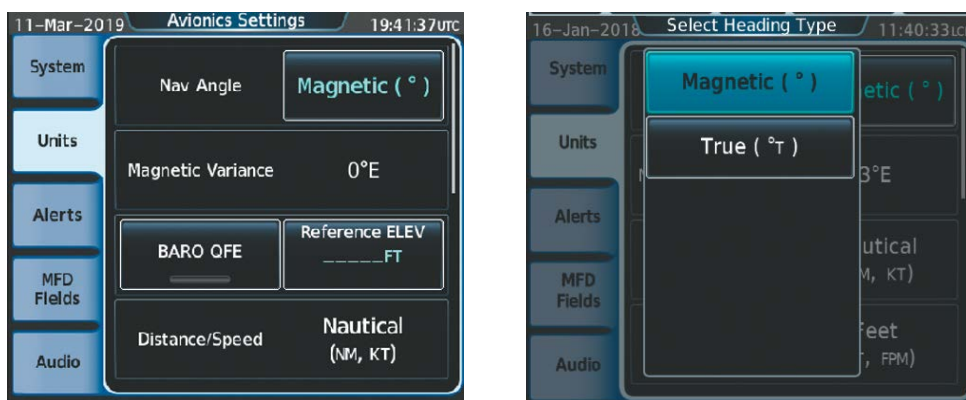 11-Mar-2019 Avionics Settings 19:41:37UTC
System
Nav Angle Magnetic (°)
Units
Magnetic Variance 0°E
Alerts
BARO QFE Reference ELEV
_____FT
MFD
Fields
Distance/Speed Nautical
(NM, KT)
Audio
16-Jan-2018 Select Heading Type 11:40:33
System
Magnetic (°) etic (°)
Units
True (°T)
3°E
Alerts
utical
M, KT)
MFD
Fields
eet
, FPM)
Audio